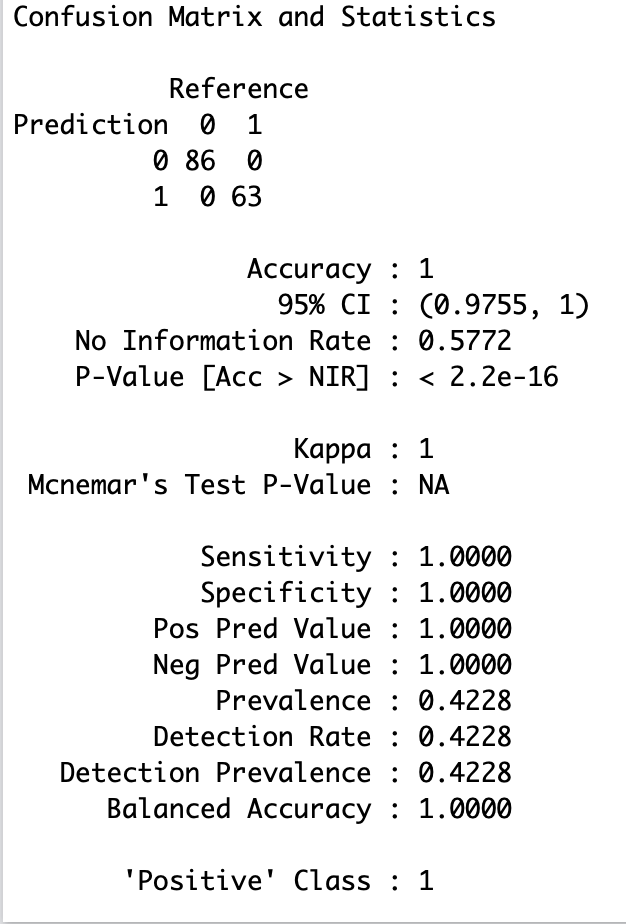 Confusion Matrix and Statistics
Reference
Prediction 0 1
0 86 0
1 0 63
Accuracy : 1
95% CI : (0.9755, 1)
No Information Rate : 0.5772
P-Value [Acc > NIR] : < 2.2e-16
Kappa : 1
Mcnemar's Test P-Value : NA
Sensitivity : 1.0000
Specificity : 1.0000
Pos Pred Value : 1.0000
Neg Pred Value : 1.0000
Prevalence : 0.4228
Detection Rate : 0.4228
Detection Prevalence : 0.4228
Balanced Accuracy : 1.0000
'Positive' Class : 1